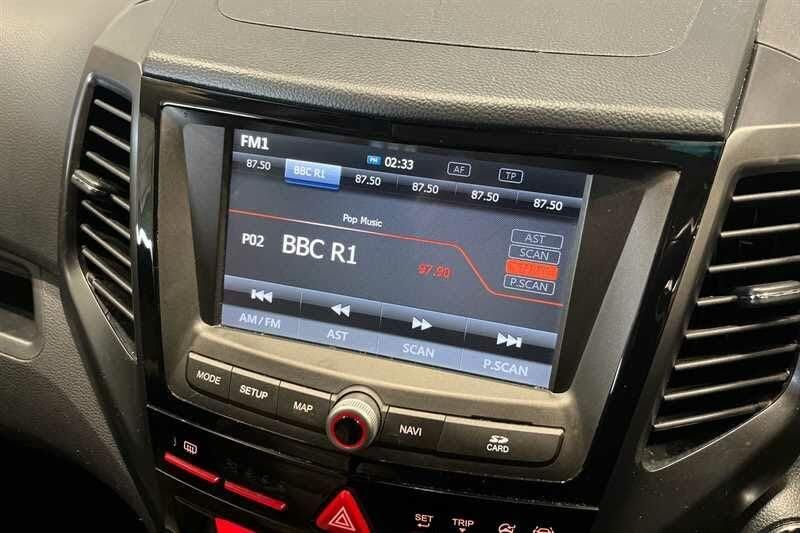 FM1
PM 02:33
AF
TP
87.50
BBC R1
87.50
87.50
87.50
87.50
Pop Music
P02
BBC R1
97.90
AST
SCAN
P.SCAN
AM/FM
AST
SCAN
P.SCAN
MODE
SETUP
MAP
NAVI
SD
CARD
SET
TRIP